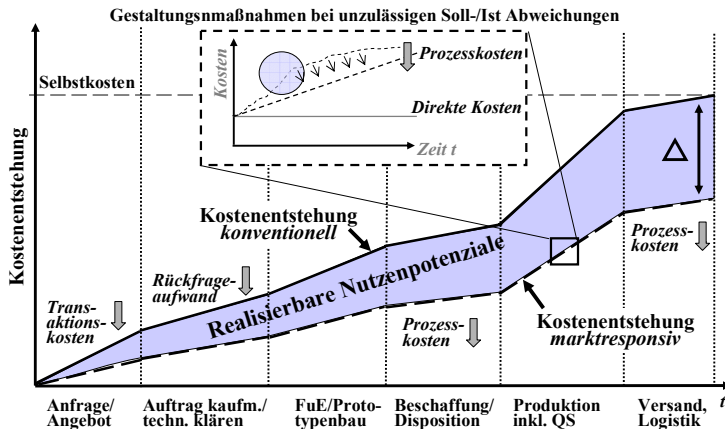 Gestaltungsnmaßnahmen bei unzulässigen Soll-/Ist Abweichungen
Kosten
Prozesskosten
Direkte Kosten
Zeit t
Selbstkosten
Kostenentstehung
Δ
Kostenentstehung
konventionell
Prozess-
kosten
Rückfrage-
aufwand
Realisierbare Nutzenpotenziale
Trans-
aktions-
kosten
Prozess-
kosten
Kostenentstehung
marktresponsiv
t
Anfrage/
Angebot
Auftrag kaufm./
techn. klären
FuE/Proto-
typenbau
Beschaffung/
Disposition
Produktion
inkl. QS
Versand,
Logistik